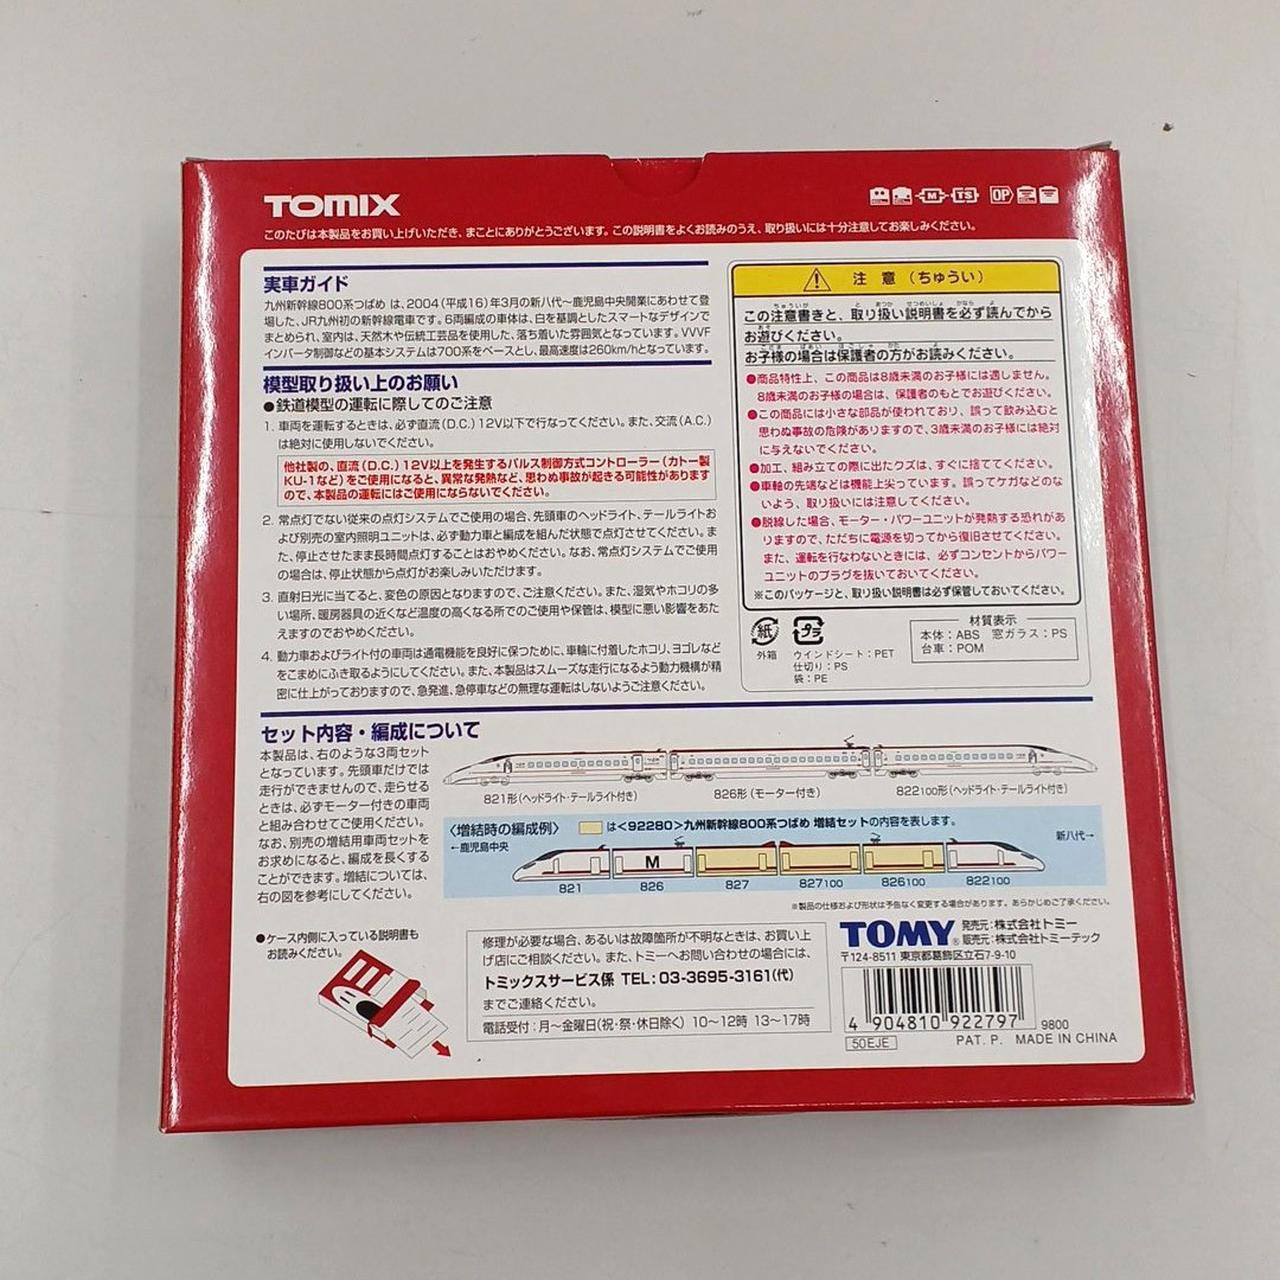 TOMIX
M
TS
OP
このたびは本製品をお買い上げいただき、まことにありがとうございます。この説明書をよくお読みのうえ、取り扱いには十分注意してお楽しみください。
実車ガイド
九州新幹線800系つばめ は、2004(平成16)年3月の新八代〜鹿児島中央開業にあわせて登
場した、JR九州初の新幹線電車です。6両編成の車体は、白を基調としたスマートなデザインで
まとめられ、室内は、天然木や伝統工芸品を使用した、落ち着いた雰囲気となっています。VVVF
インバータ制御などの基本システムは700系をベースとし、最高速度は260km/hとなっています。
模型取り扱い上のお願い
●鉄道模型の運転に際してのご注意
1. 車両を運転するときは、必ず直流(D.C.)12V以下で行なってください。また、交流(A.C.)
は絶対に使用しないでください。
他社製の、直流(D.C.)12V以上を発生するパルス制御方式コントローラー(カトー製
KU-1など)をご使用になると、異常な発熱など、思わぬ事故が起きる可能性があります
ので、本製品の運転にはご使用にならないでください。
2. 常点灯でない従来の点灯システムでご使用の場合、先頭車のヘッドライト、テールライトお
よび別売の室内照明ユニットは、必ず動力車と編成を組んだ状態で点灯させてください。ま
た、停止させたまま長時間点灯することはおやめください。なお、常点灯システムでご使用
の場合は、停止状態から点灯がお楽しみいただけます。
3. 直射日光に当てると、変色の原因となりますので、ご注意ください。また、湿気やホコリの多
い場所、暖房器具の近くなど温度の高くなる所でのご使用や保管は、模型に悪い影響をあた
えますのでおやめください。
4. 動力車およびライト付の車両は通電機能を良好に保つために、車輪に付着したホコリ、ヨゴレなど
をこまめにふき取るようにしてください。また、本製品はスムーズな走行になるよう動力機構が精
密に仕上がっておりますので、急発進、急停車などの無理な運転はしないようご注意ください。
注 意 (ちゅうい)
この注意書きと、取り扱い説明書を必ず読んでから
お遊びください。
お子様の場合は保護者の方がお読みください。
●商品特性上、この商品は8歳未満のお子様には適しません。
8歳未満のお子様の場合は、保護者のもとでお遊びください。
●この商品には小さな部品が使われており、誤って飲み込むと
思わぬ事故の危険がありますので、3歳未満のお子様には絶対
に与えないでください。
●加工、組み立ての際に出たクズは、すぐに捨ててください。
●車軸の先端などは機能上尖っています。誤ってケガなどのな
いよう、取り扱いには注意してください。
●脱線した場合、モーター・パワーユニットが発熱する恐れがあ
りますので、ただちに電源を切ってから復旧させてください。
また、運転を行なわないときには、必ずコンセントからパワー
ユニットのプラグを抜いておいてください。
※このパッケージと、取り扱い説明書は必ず保管しておいてください。
紙
外箱
プラ
ウインドシート:PET
仕切り:PS
袋:PE
材質表示
本体:ABS 窓ガラス:PS
台車:POM
セット内容・編成について
本製品は、右のような3両セット
となっています。先頭車だけでは
走行ができませんので、走らせる
ときは、必ずモーター付きの車両
と組み合わせてご使用ください。
なお、別売の増結用車両セットを
お求めになると、編成を長くする
ことができます。増結については、
右の図を参考にしてください。
821形(ヘッドライト・テールライト付き)
826形(モーター付き)
822100形(ヘッドライト・テールライト付き)
〈増結時の編成例〉
は<92280>九州新幹線800系つばめ 増結セットの内容を表します。
←鹿児島中央
新八代→
M
821 826 827 827100 826100 822100
※製品の仕様および形状は予告なく変更する場合があります。あらかじめご了承ください。
●ケース内側に入っている説明書も
お読みください。
修理が必要な場合、あるいは故障箇所が不明なときは、お買い上
げ店にご相談ください。また、トミーへお問い合わせの場合には、
トミックスサービス係 TEL:03-3695-3161(代)
までご連絡ください。
電話受付:月〜金曜日(祝・祭・休日除く) 10〜12時 13〜17時
TOMY®
発売元:株式会社トミー
販売元:株式会社トミーテック
〒124-8511 東京都葛飾区立石7-9-10
4 904810 922797
9800
50EJE
PAT. P. MADE IN CHINA